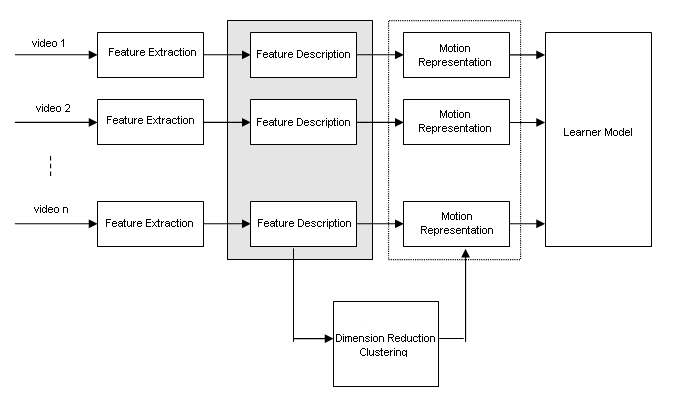 video 1
Feature Extraction
Feature Description
Motion
Representation
video 2
Feature Extraction
Feature Description
Motion
Representation
Learner Model
video n
Feature Extraction
Feature Description
Motion
Representation
Dimension Reduction
Clustering